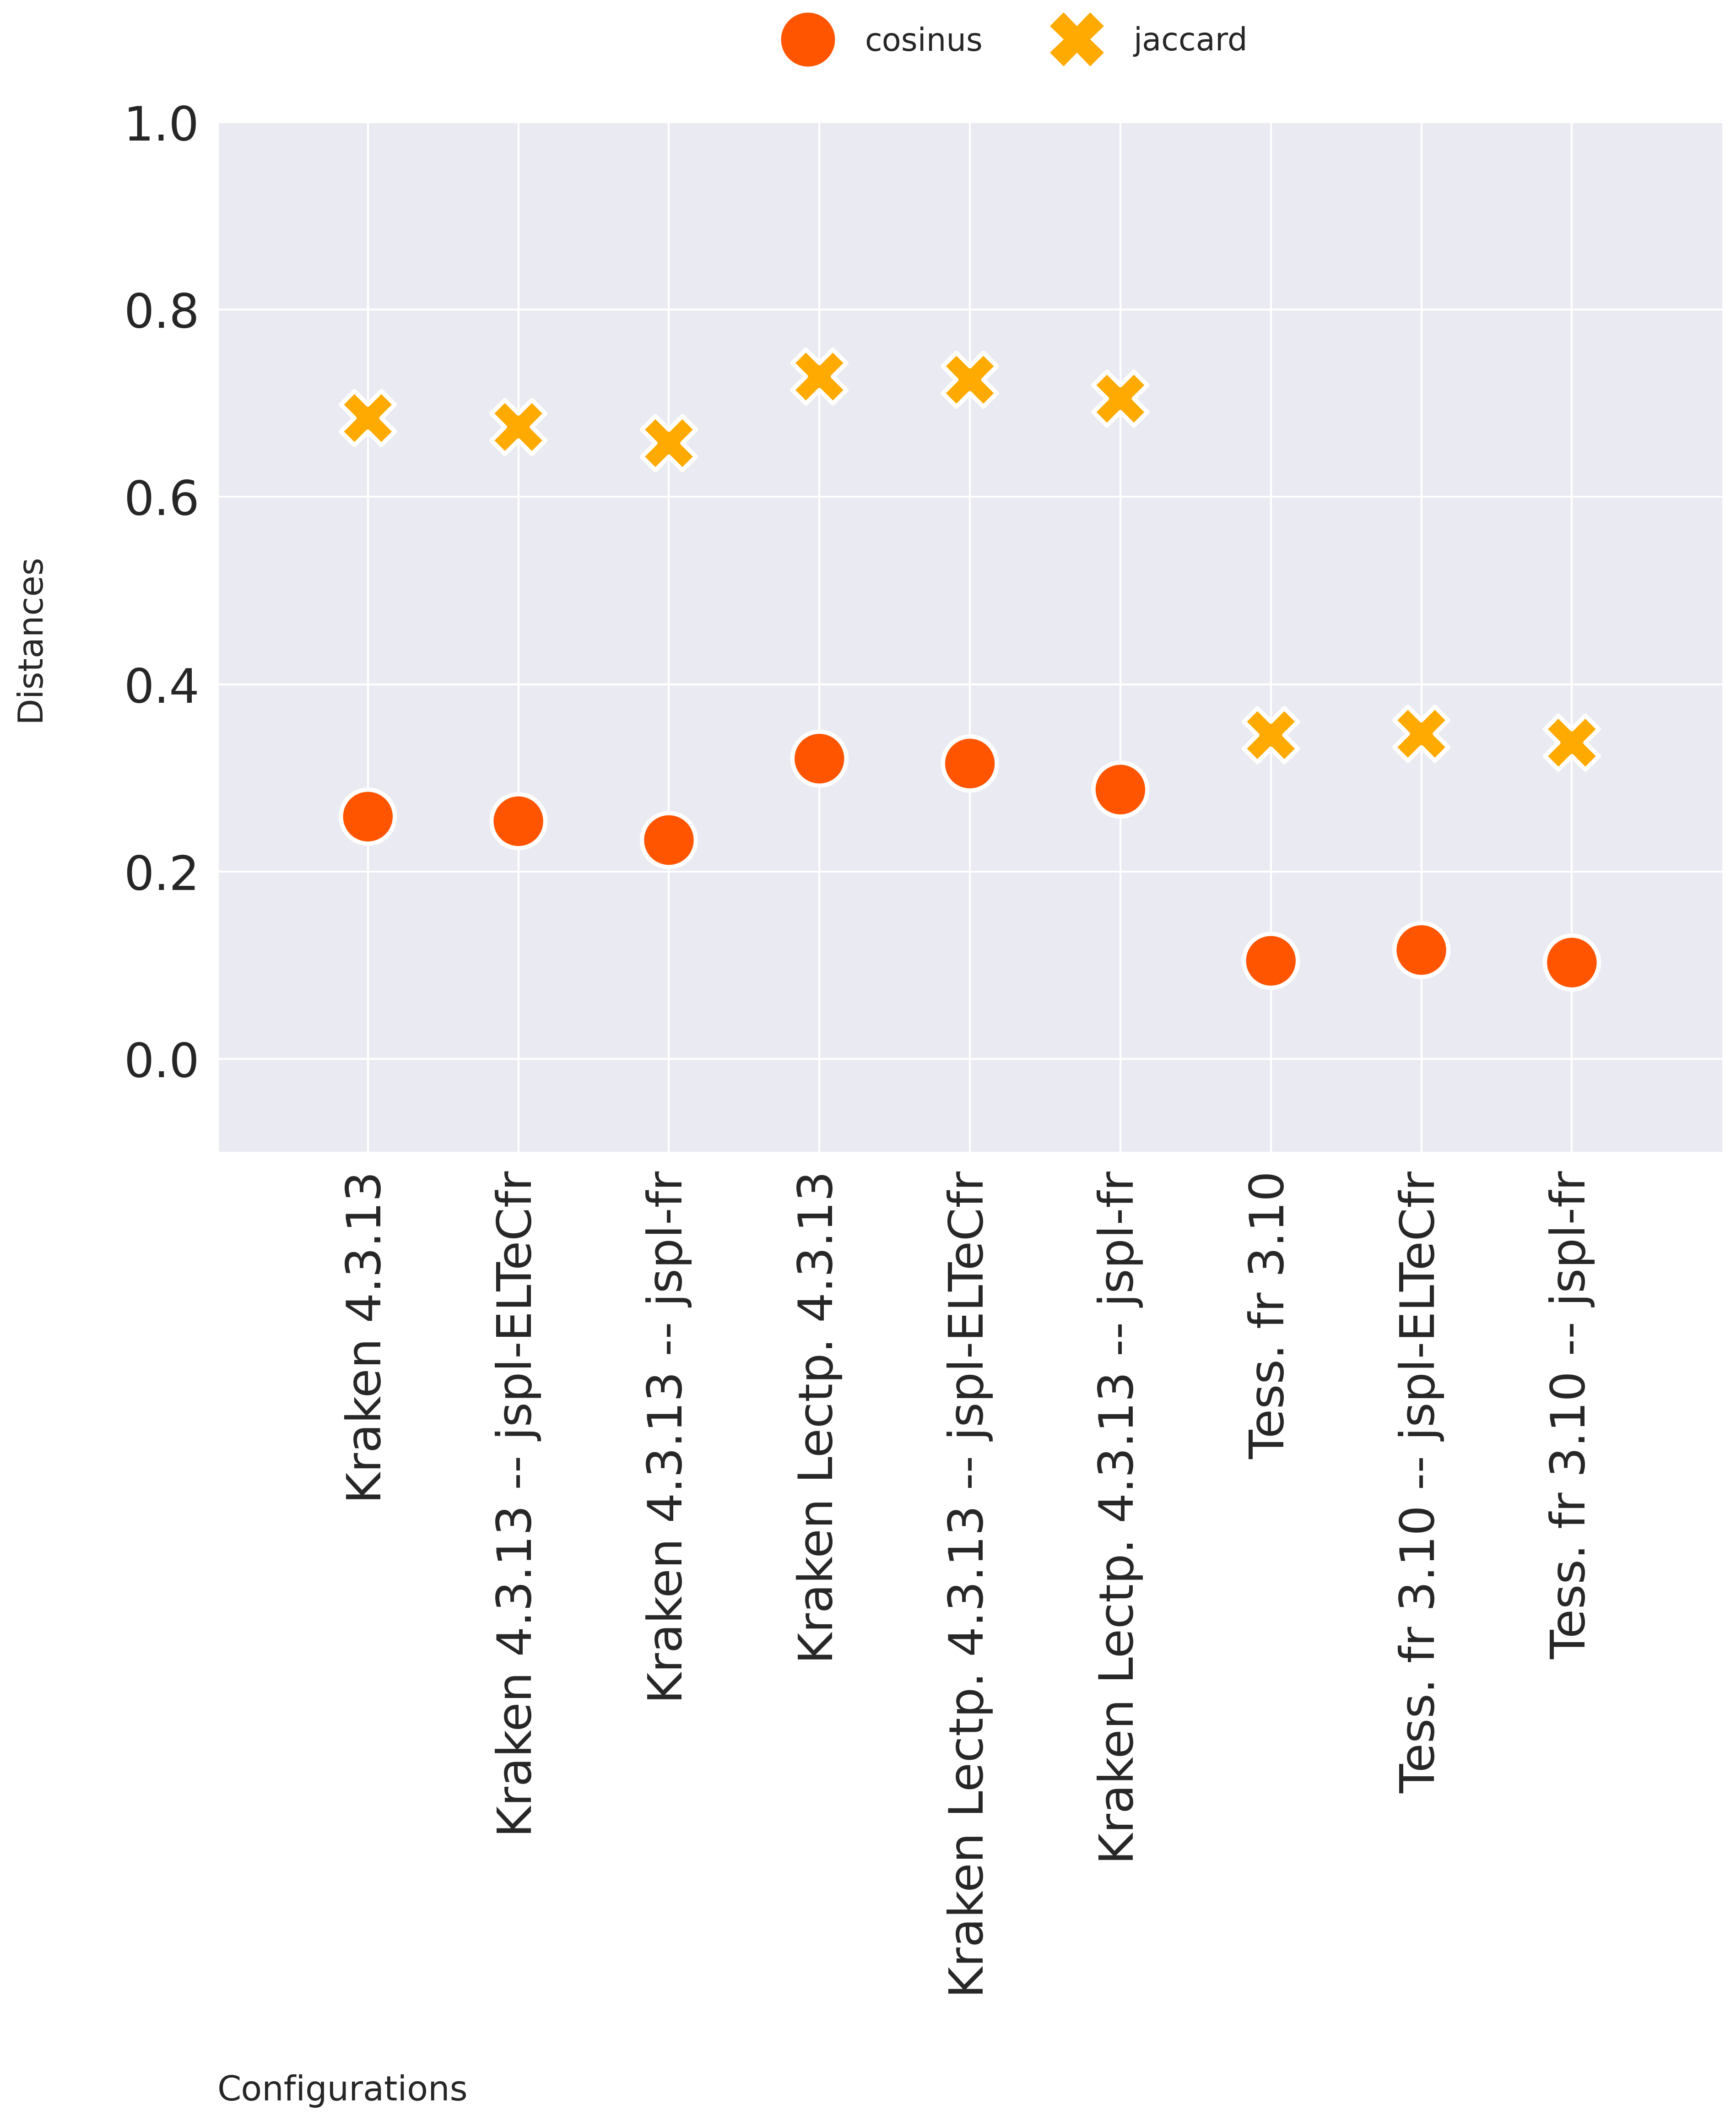 cosinus jaccard
1.0
0.8
0.6
0.4
0.2
0.0
Distances
Kraken 4.3.13
Kraken 4.3.13 -- jspl-ELTeCfr
Kraken 4.3.13 -- jspl-fr
Kraken Lectp. 4.3.13
Kraken Lectp. 4.3.13 -- jspl-ELTeCfr
Kraken Lectp. 4.3.13 -- jspl-fr
Tess. fr 3.10
Tess. fr 3.10 -- jspl-ELTeCfr
Tess. fr 3.10 -- jspl-fr
Configurations